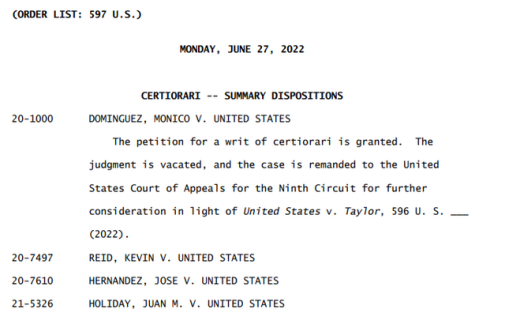 (ORDER LIST: 597 U.S.)
MONDAY, JUNE 27, 2022
CERTIORARI -- SUMMARY DISPOSITIONS
20-1000 DOMINGUEZ, MONICO V. UNITED STATES
The petition for a writ of certiorari is granted. The
judgment is vacated, and the case is remanded to the United
States Court of Appeals for the Ninth Circuit for further
consideration in light of United States v. Taylor, 596 U. S. ___
(2022).
20-7497 REID, KEVIN V. UNITED STATES
20-7610 HERNANDEZ, JOSE V. UNITED STATES
21-5326 HOLIDAY, JUAN M. V. UNITED STATES